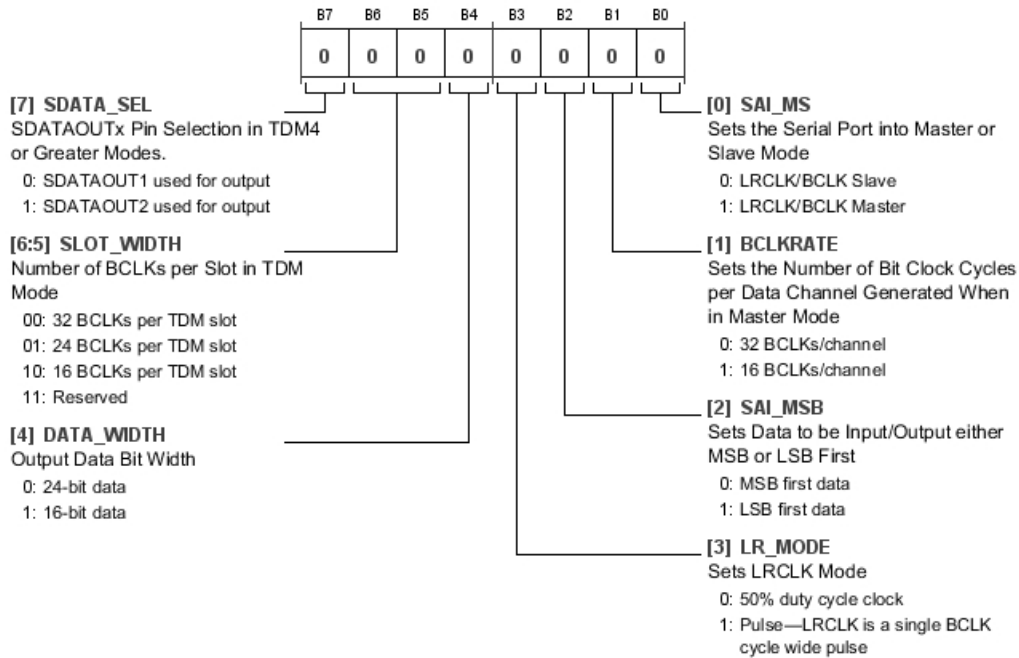 B7 B6 B5 B4 B3 B2 B1 B0
0 0 0 0 0 0 0 0
[7] SDATA_SEL
SDATAOUTx Pin Selection in TDM4
or Greater Modes.
0: SDATAOUT1 used for output
1: SDATAOUT2 used for output
[6:5] SLOT_WIDTH
Number of BCLKs per Slot in TDM
Mode
00: 32 BCLKs per TDM slot
01: 24 BCLKs per TDM slot
10: 16 BCLKs per TDM slot
11: Reserved
[4] DATA_WIDTH
Output Data Bit Width
0: 24-bit data
1: 16-bit data
[0] SAI_MS
Sets the Serial Port into Master or
Slave Mode
0: LRCLK/BCLK Slave
1: LRCLK/BCLK Master
[1] BCLKRATE
Sets the Number of Bit Clock Cycles
per Data Channel Generated When
in Master Mode
0: 32 BCLKs/channel
1: 16 BCLKs/channel
[2] SAI_MSB
Sets Data to be Input/Output either
MSB or LSB First
0: MSB first data
1: LSB first data
[3] LR_MODE
Sets LRCLK Mode
0: 50% duty cycle clock
1: Pulse—LRCLK is a single BCLK
cycle wide pulse